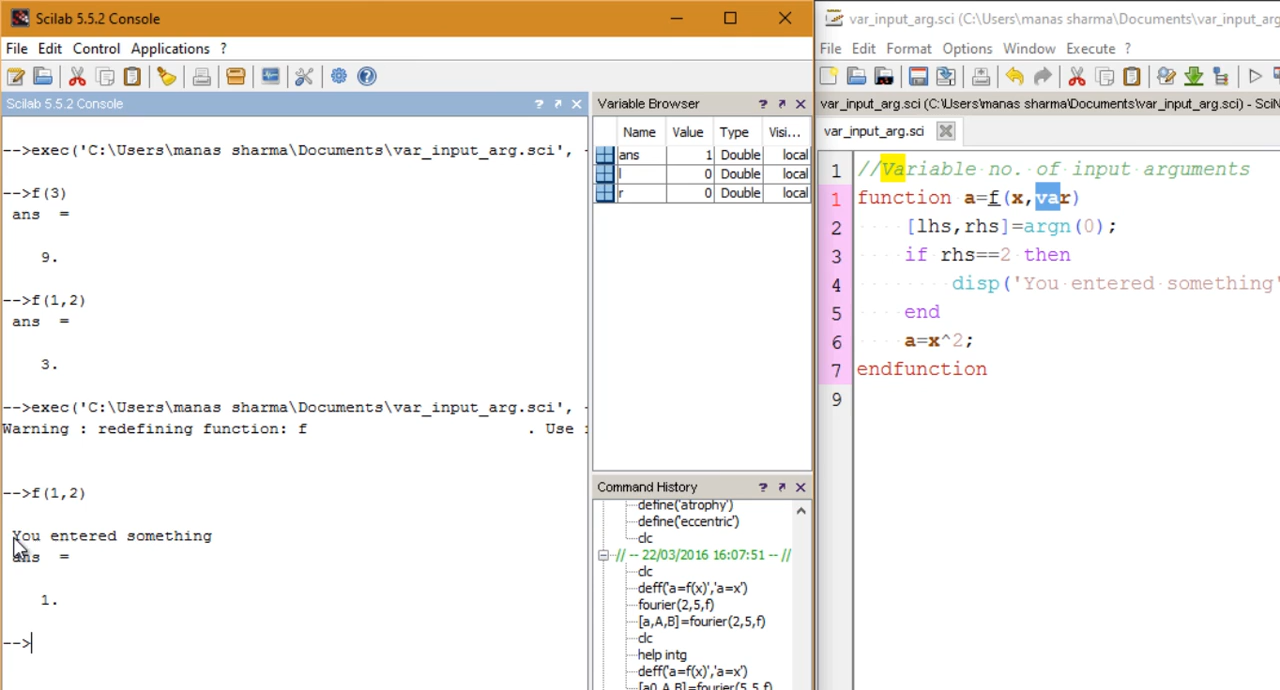 Scilab 5.5.2 Console
File Edit Control Applications ?
Scilab 5.5.2 Console
-->exec('C:\Users\manas sharma\Documents\var_input_arg.sci', -
-->f(3)
ans =
9.
-->f(1,2)
ans =
3.
-->exec('C:\Users\manas sharma\Documents\var_input_arg.sci', -
Warning : redefining function: f . Use
-->f(1,2)
You entered something
ans =
1.
-->
Variable Browser
Name Value Type Visi...
ans 1 Double local
l 0 Double local
r 0 Double local
Command History
define('atrophy')
define('eccentric')
clc
// -- 22/03/2016 16:07:51 -- //
clc
deff('a=f(x)','a=x')
fourier(2,5,f)
[a,A,B]=fourier(2,5,f)
clc
help intg
deff('a=f(x)','a=x')
[a0,A,B]=fourier(5,5,f)
var_input_arg.sci (C:\Users\manas sharma\Documents\var_input_arg
File Edit Format Options Window Execute ?
var_input_arg.sci (C:\Users\manas sharma\Documents\var_input_arg.sci) - SciN
var_input_arg.sci
1 //Variable no. of input arguments
1 function a=f(x,var)
2 [lhs,rhs]=argn(0);
3 if rhs==2 then
4 disp('You entered something'
5 end
6 a=x^2;
7 endfunction
9